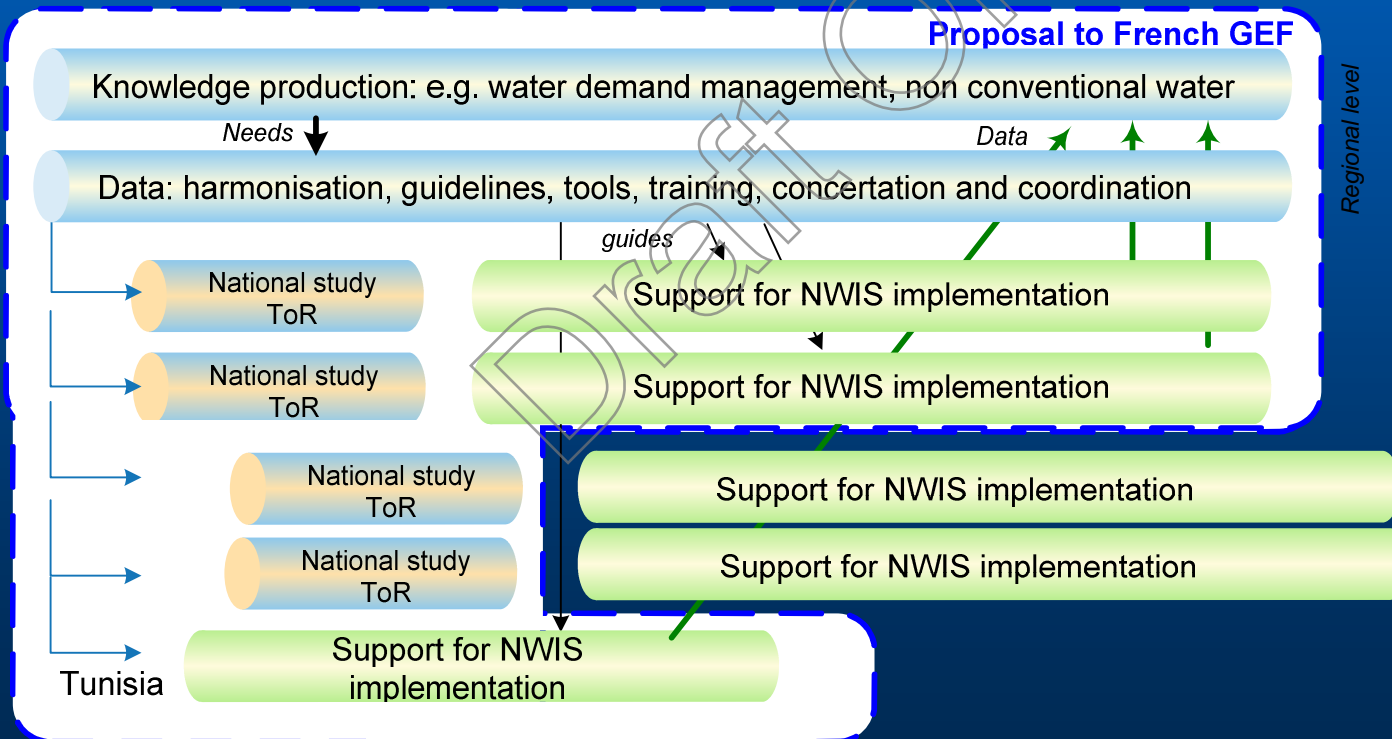 Proposal to French GEF
Knowledge production: e.g. water demand management, non conventional water
Regional level
Needs
Data
Data: harmonisation, guidelines, tools, training, concertation and coordination
guides
National study
ToR
Support for NWIS implementation
National study
ToR
Support for NWIS implementation
National study
ToR
Support for NWIS implementation
National study
ToR
Support for NWIS implementation
Support for NWIS
implementation
Tunisia
Draft